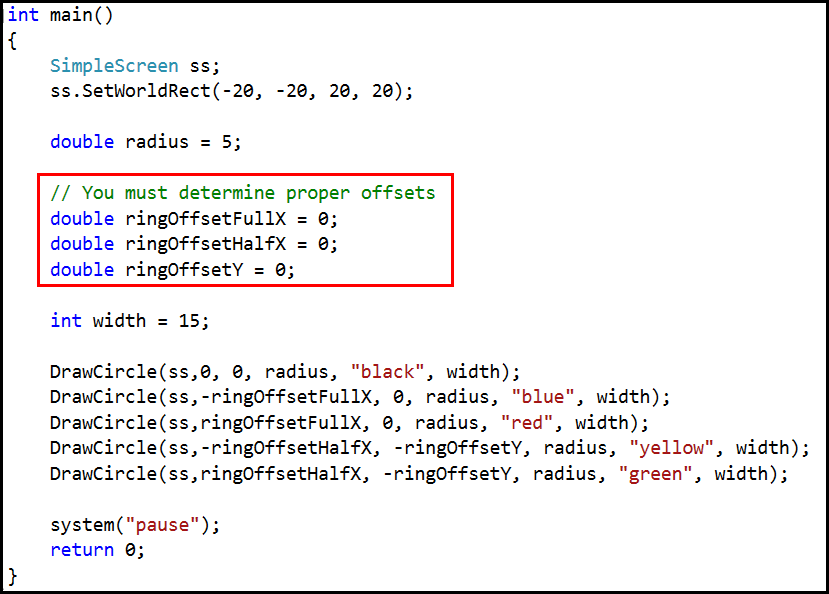 int main()
{
    SimpleScreen ss;
    ss.SetWorldRect(-20, -20, 20, 20);
    double radius = 5;
    // You must determine proper offsets
    double ringOffsetFullX = 0;
    double ringOffsetHalfX = 0;
    double ringOffsetY = 0;
    int width = 15;
    DrawCircle(ss,0, 0, radius, "black", width);
    DrawCircle(ss,-ringOffsetFullX, 0, radius, "blue", width);
    DrawCircle(ss,ringOffsetFullX, 0, radius, "red", width);
    DrawCircle(ss,-ringOffsetHalfX, -ringOffsetY, radius, "yellow", width);
    DrawCircle(ss,ringOffsetHalfX, -ringOffsetY, radius, "green", width);
    system("pause");
    return 0;
}